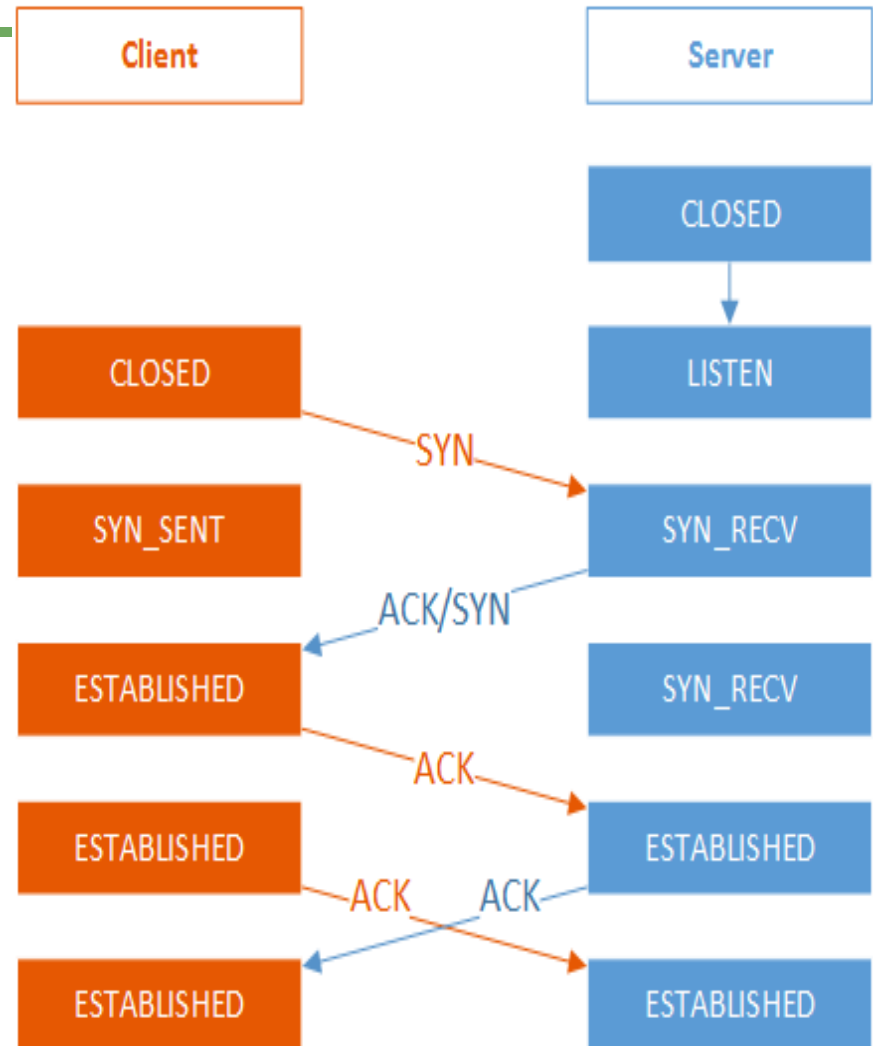 Client
Server
CLOSED
CLOSED
LISTEN
SYN
SYN_SENT
SYN_RECV
ACK/SYN
ESTABLISHED
SYN_RECV
ACK
ESTABLISHED
ESTABLISHED
ACK
ACK
ESTABLISHED
ESTABLISHED